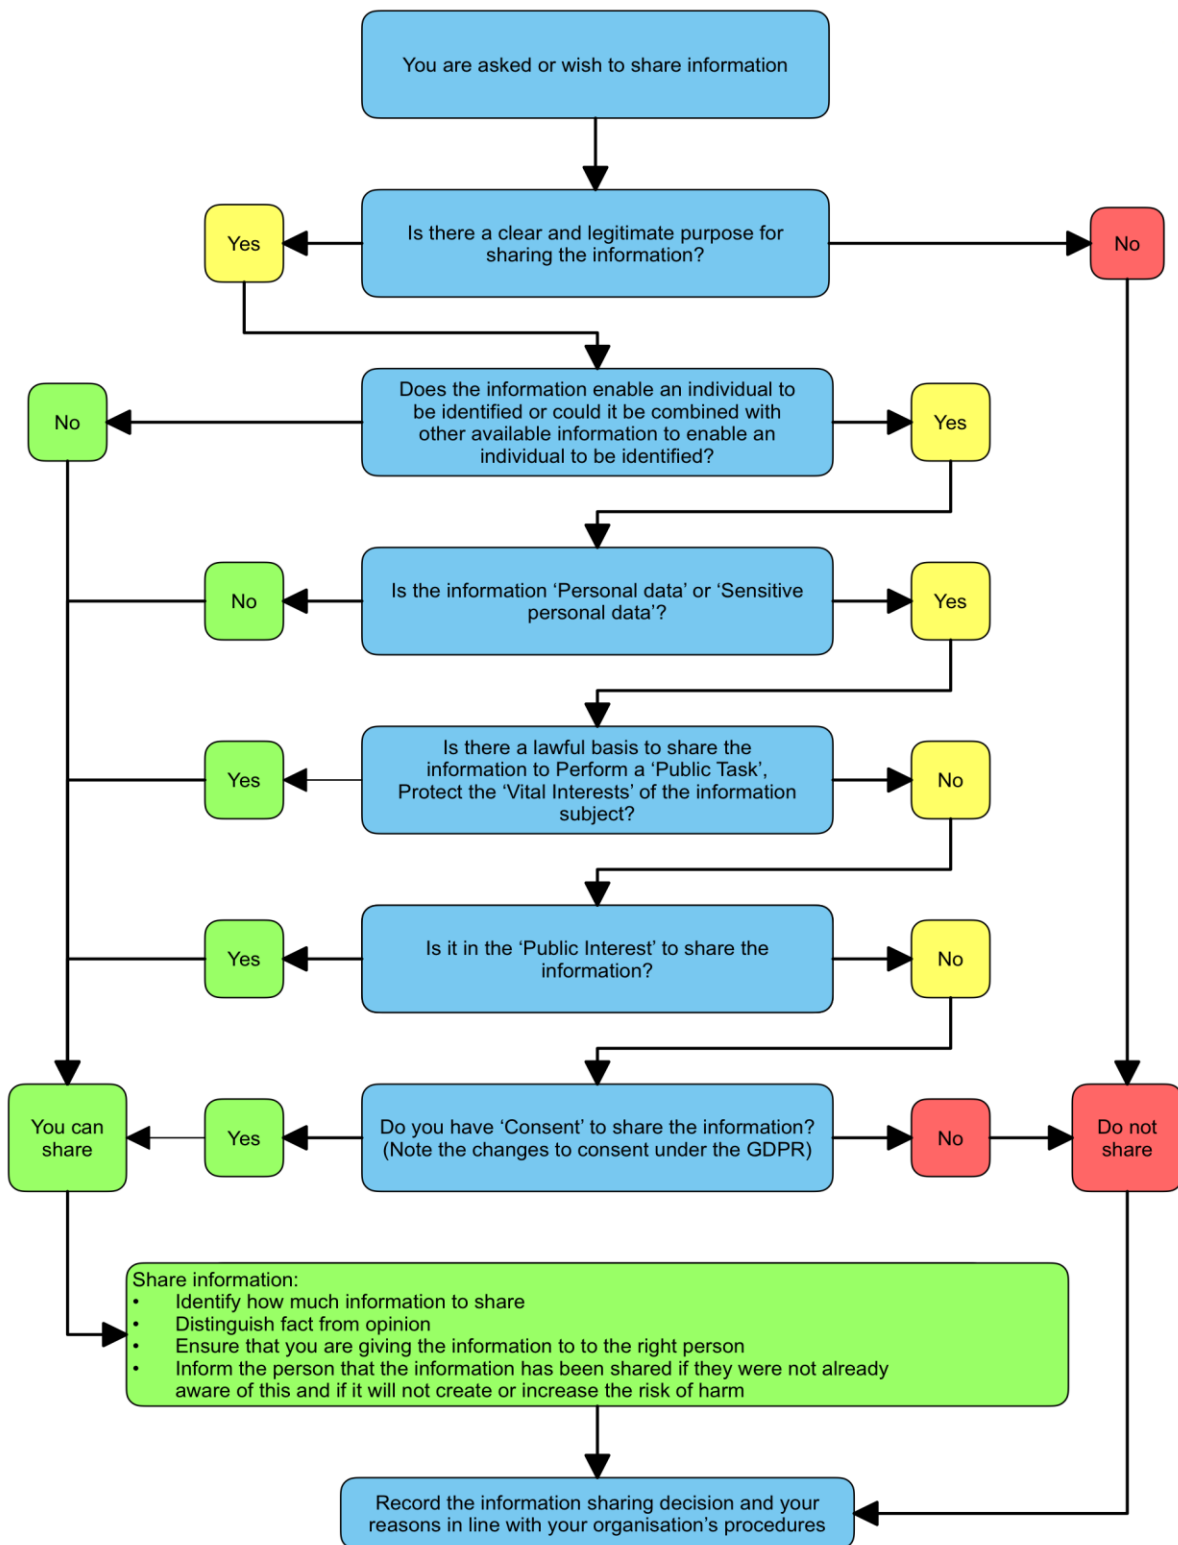 You are asked or wish to share information
Is there a clear and legitimate purpose for
sharing the information?
Yes
No
Does the information enable an individual to
be identified or could it be combined with
other available information to enable an
individual to be identified?
No
Yes
Is the information ‘Personal data’ or ‘Sensitive
personal data’?
No
Yes
Is there a lawful basis to share the
information to Perform a ‘Public Task’,
Protect the ‘Vital Interests’ of the information
subject?
Yes
No
Is it in the ‘Public Interest’ to share the
information?
Yes
No
You can
share
Yes
Do you have ‘Consent’ to share the information?
(Note the changes to consent under the GDPR)
No
Do not
share
Share information:
• Identify how much information to share
• Distinguish fact from opinion
• Ensure that you are giving the information to to the right person
• Inform the person that the information has been shared if they were not already
aware of this and if it will not create or increase the risk of harm
Record the information sharing decision and your
reasons in line with your organisation’s procedures